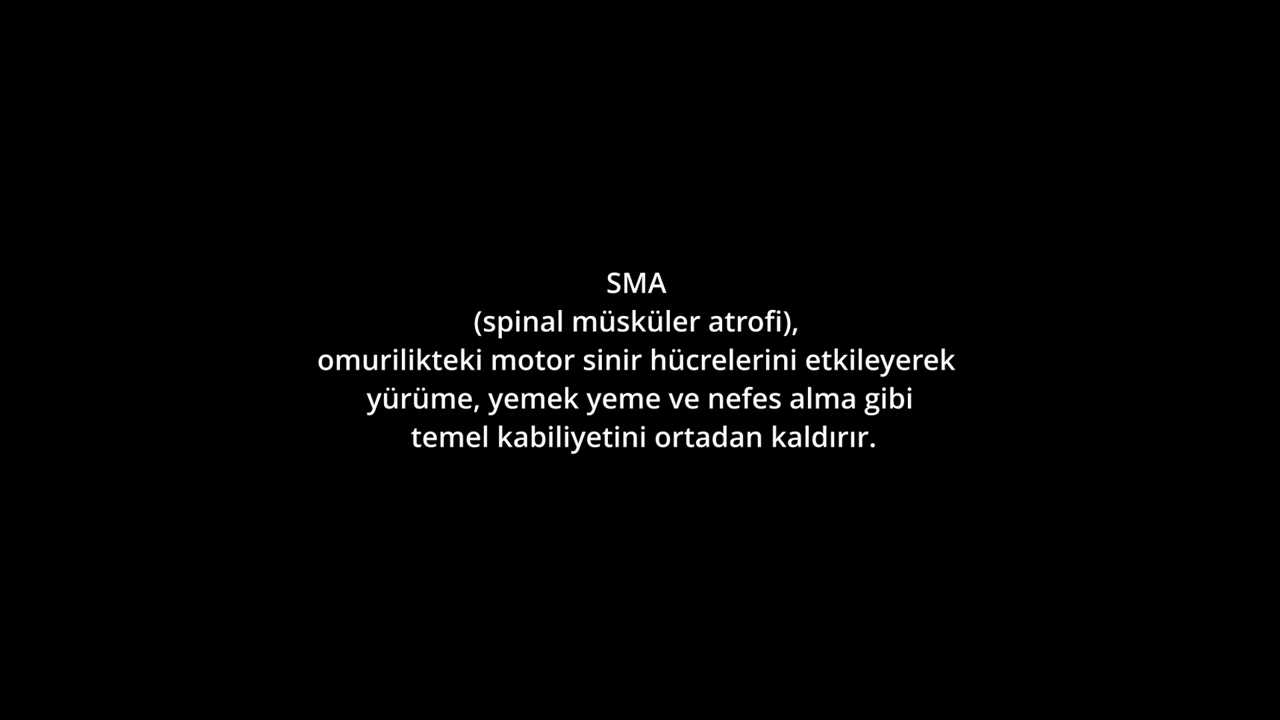 SMA
(spinal müsküler atrofi),
omurilikteki motor sinir hücrelerini etkileyerek
yürüme, yemek yeme ve nefes alma gibi
temel kabiliyetini ortadan kaldırır.